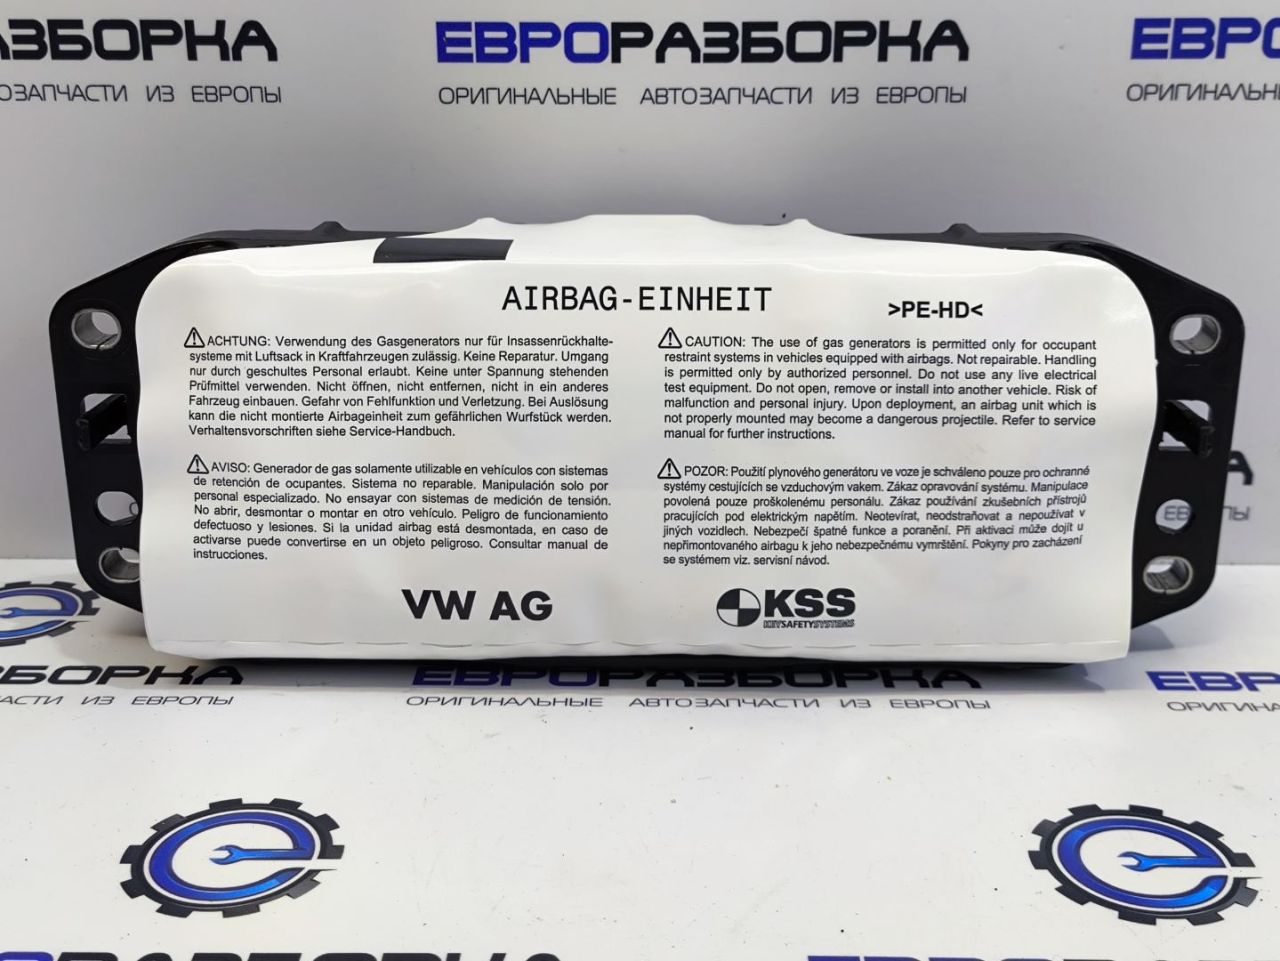 РАЗБОРКА
ЕВРОРАЗБОРКА
ЕВРО
ОЗАПЧАСТИ ИЗ ЕВРОПЫ
ОРИГИНАЛЬНЫЕ АВТОЗАПЧАСТИ ИЗ ЕВРОПЫ
ОРИГИНАЛЬН
AIRBAG-EINHEIT
>PE-HD<
ACHTUNG: Verwendung des Gasgenerators nur für Insassenrückhalte-
systeme mit Luftsack in Kraftfahrzeugen zulässig. Keine Reparatur. Umgang
nur durch geschultes Personal erlaubt. Keine unter Spannung stehenden
Prüfmittel verwenden. Nicht öffnen, nicht entfernen, nicht in ein anderes
Fahrzeug einbauen. Gefahr von Fehlfunktion und Verletzung. Bei Auslösung
kann die nicht montierte Airbageinheit zum gefährlichen Wurfstück werden.
Verhaltensvorschriften siehe Service-Handbuch.
CAUTION: The use of gas generators is permitted only for occupant
restraint systems in vehicles equipped with airbags. Not repairable. Handling
is permitted only by authorized personnel. Do not use any live electrical
test equipment. Do not open, remove or install into another vehicle. Risk of
malfunction and personal injury. Upon deployment, an airbag unit which is
not properly mounted may become a dangerous projectile. Refer to service
manual for further instructions.
AVISO: Generador de gas solamente utilizable en vehículos con sistemas
de retención de ocupantes. Sistema no reparable. Manipulación solo por
personal especializado. No ensayar con sistemas de medición de tensión.
No abrir, desmontar o montar en otro vehículo. Peligro de funcionamiento
defectuoso y lesiones. Si la unidad airbag está desmontada, en caso de
activarse puede convertirse en un objeto peligroso. Consultar manual de
instrucciones.
POZOR: Použití plynového generátoru ve voze je schváleno pouze pro ochranné
systémy cestujících se vzduchovým vakem. Zákaz opravování systému. Manipulace
povolená pouze proškolenému personálu. Zákaz používání zkušebních přístrojů
pracujících pod elektrickým napětím. Neotevírat, neodstraňovat a nepoužívat v
jiných vozidlech. Nebezpečí špatné funkce a poranění. Při aktivaci může dojít u
nepřimontovaného airbagu k jeho nebezpečnému vymrštění. Pokyny pro zacházení
se systémem viz. servisní návod.
VW AG
KSS
KEYSAFETYSYSTEMS
РАЗБОРКА
ЕВРОРАЗБОРКА
ЕВРО
ЧАСТИ ИЗ ЕВРОПЫ
ОРИГИНАЛЬНЫЕ АВТОЗАПЧАСТИ ИЗ ЕВРОПЫ
ОРИГИНА